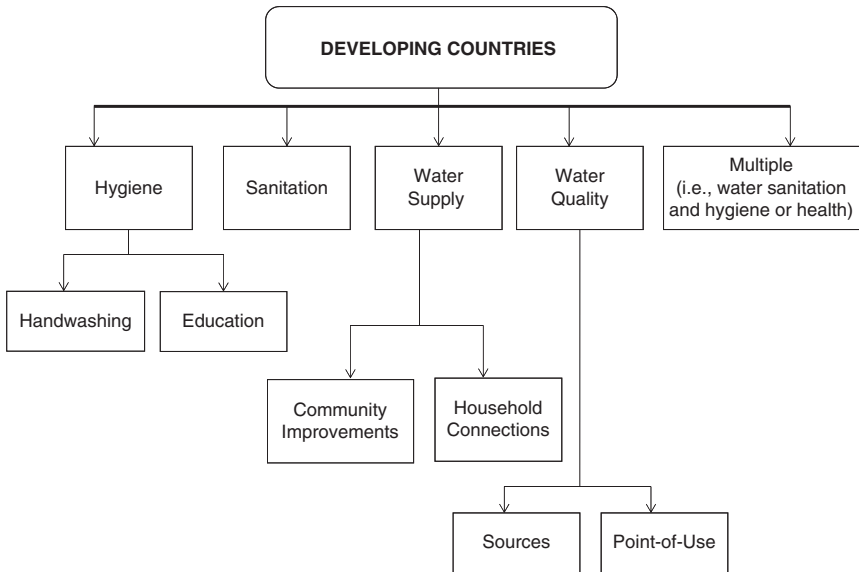 DEVELOPING COUNTRIES
Hygiene
Sanitation
Water
Supply
Water
Quality
Multiple
(i.e., water sanitation
and hygiene or health)
Handwashing
Education
Community
Improvements
Household
Connections
Sources
Point-of-Use